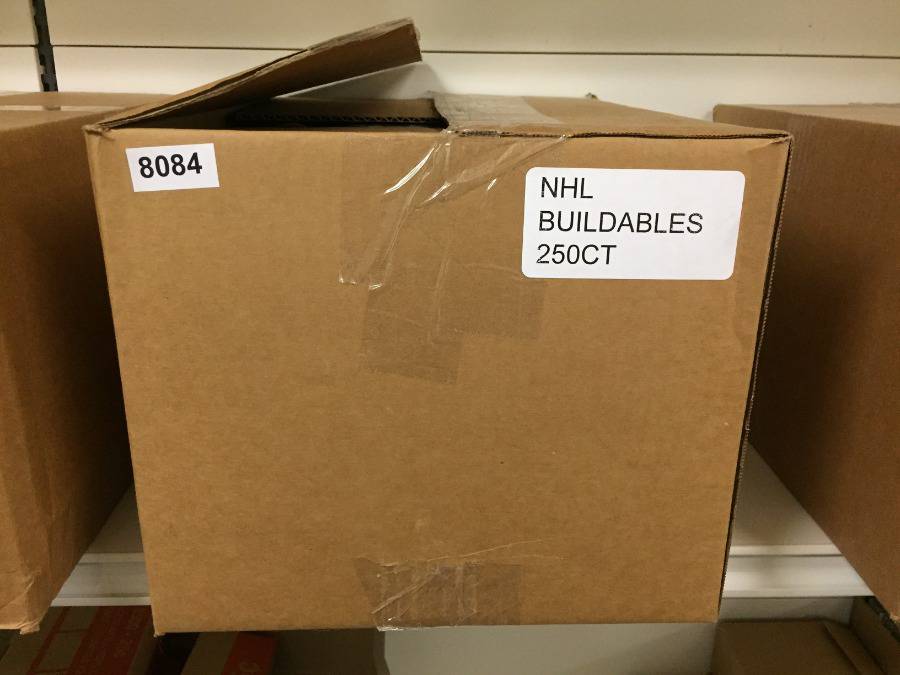 8084
NHL
BUILDABLES
250CT